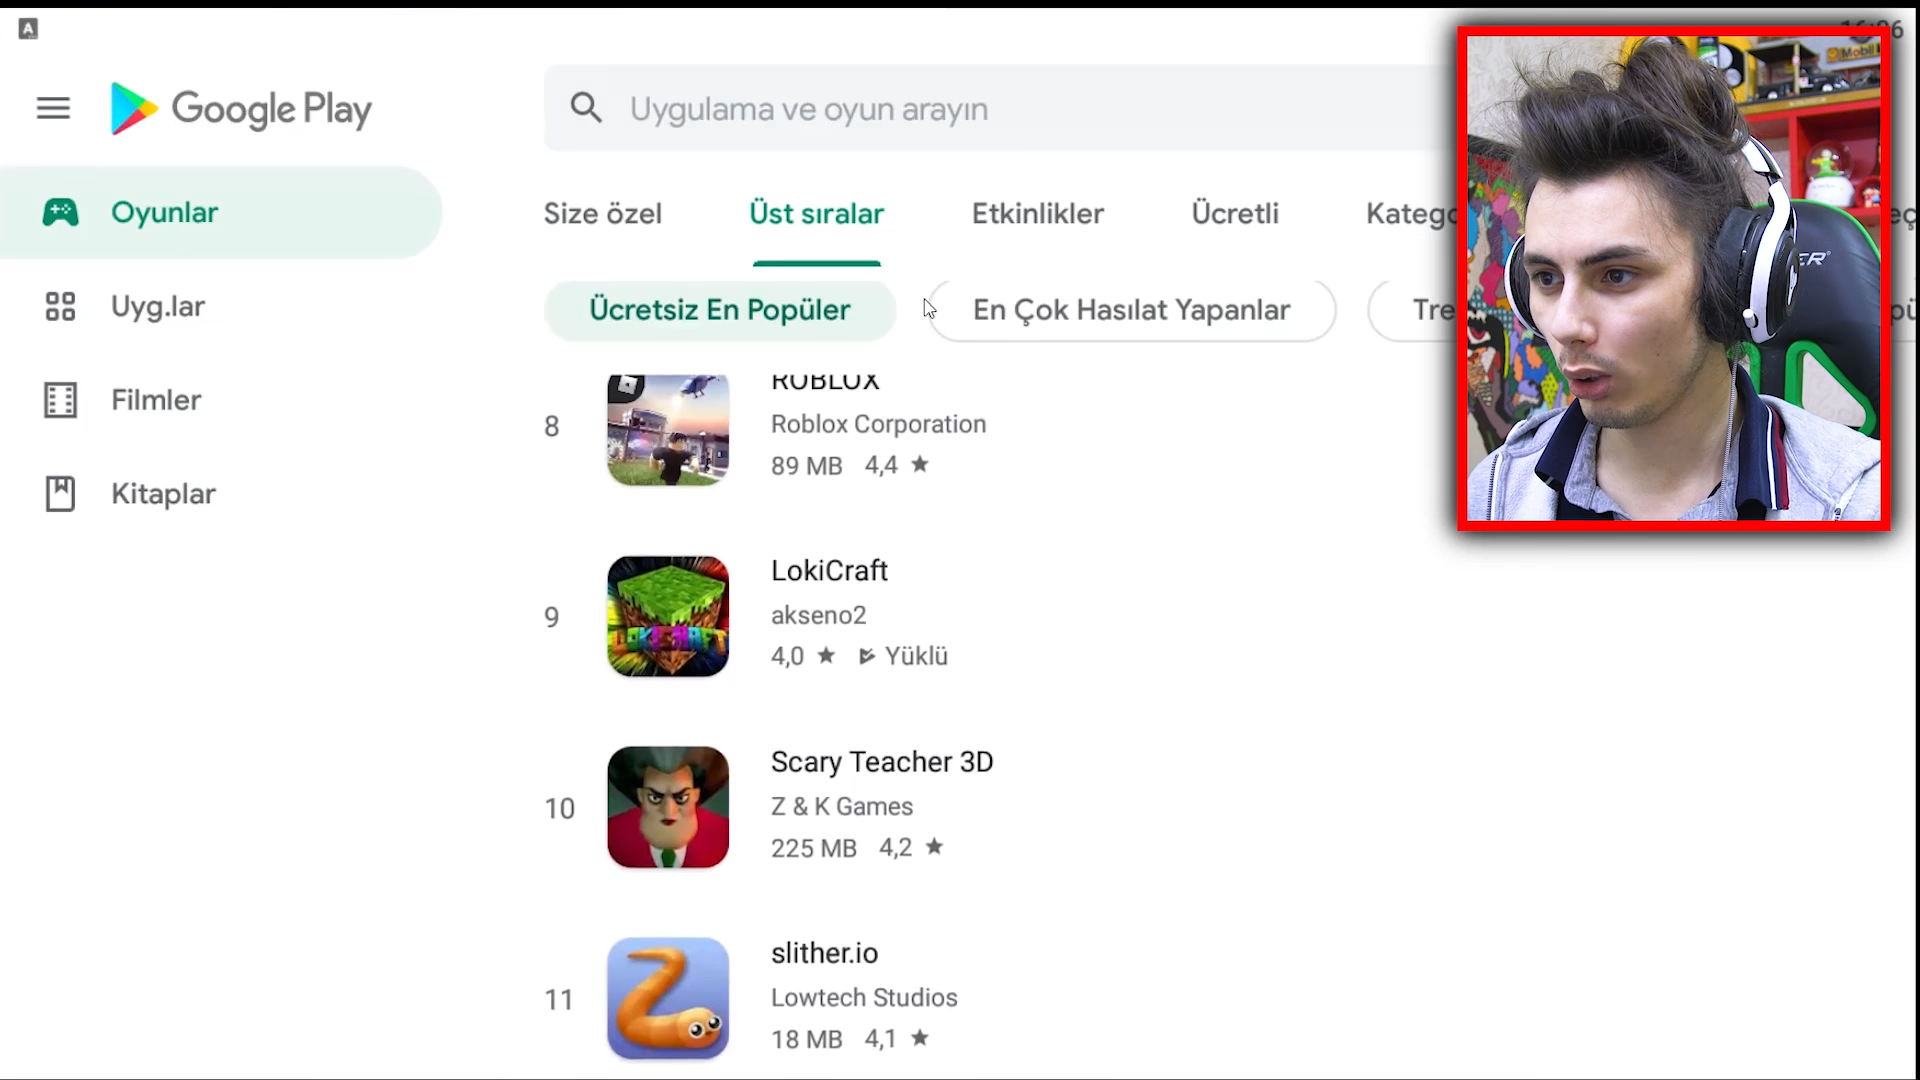 A
Google Play
Uygulama ve oyun arayın
Oyunlar
Uyg.lar
Filmler
Kitaplar
Size özel
Üst sıralar
Etkinlikler
Ücretli
Ücretsiz En Popüler
En Çok Hasılat Yapanlar
8
ROBLOX
Roblox Corporation
89 MB 4,4 ★
9
LokiCraft
akseno2
4,0 ★ Yüklü
10
Scary Teacher 3D
Z & K Games
225 MB 4,2 ★
11
slither.io
Lowtech Studios
18 MB 4,1 ★
Mobil